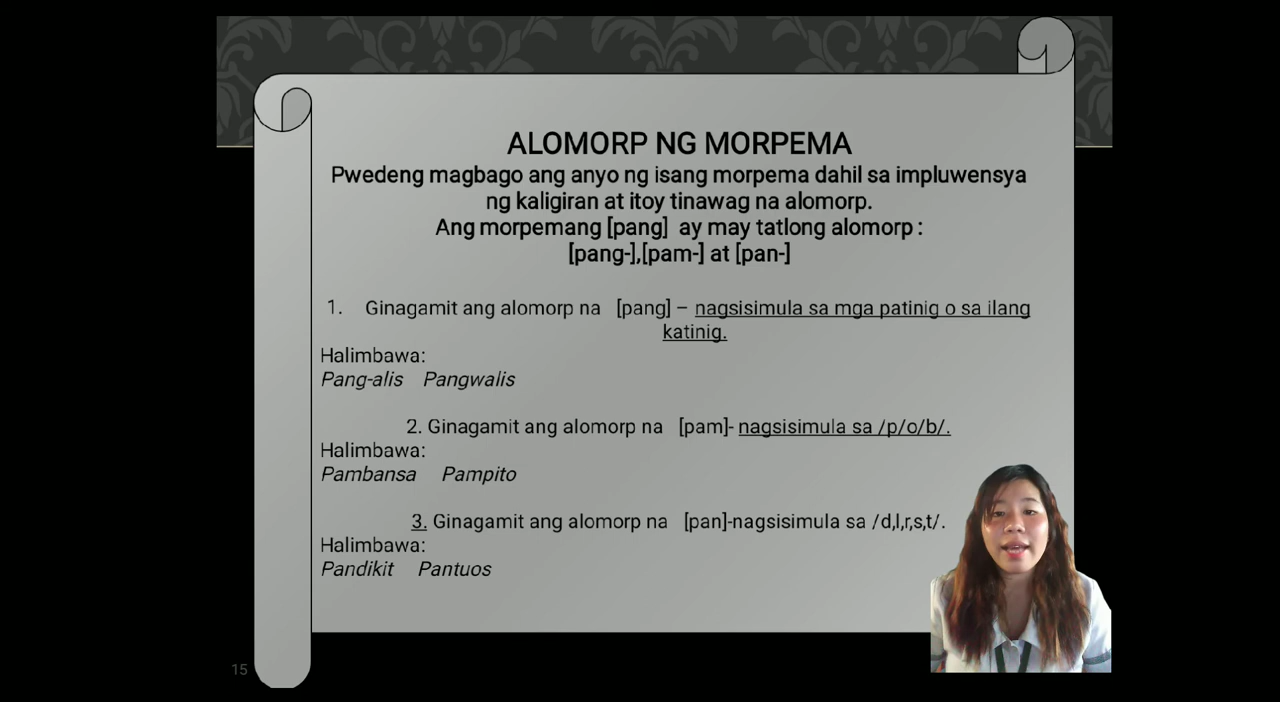 ALOMORP NG MORPEMA
Pwedeng magbago ang anyo ng isang morpema dahil sa impluwensya
ng kaligiran at itoy tinawag na alomorp.
Ang morpemang [pang] ay may tatlong alomorp :
[pang-],[pam-] at [pan-]
1. Ginagamit ang alomorp na [pang] – nagsisimula sa mga patinig o sa ilang
katinig.
Halimbawa:
Pang-alis Pangwalis
2. Ginagamit ang alomorp na [pam]- nagsisimula sa /p/o/b/.
Halimbawa:
Pambansa Pampito
3. Ginagamit ang alomorp na [pan]-nagsisimula sa /d,l,r,s,t/.
Halimbawa:
Pandikit Pantuos
15